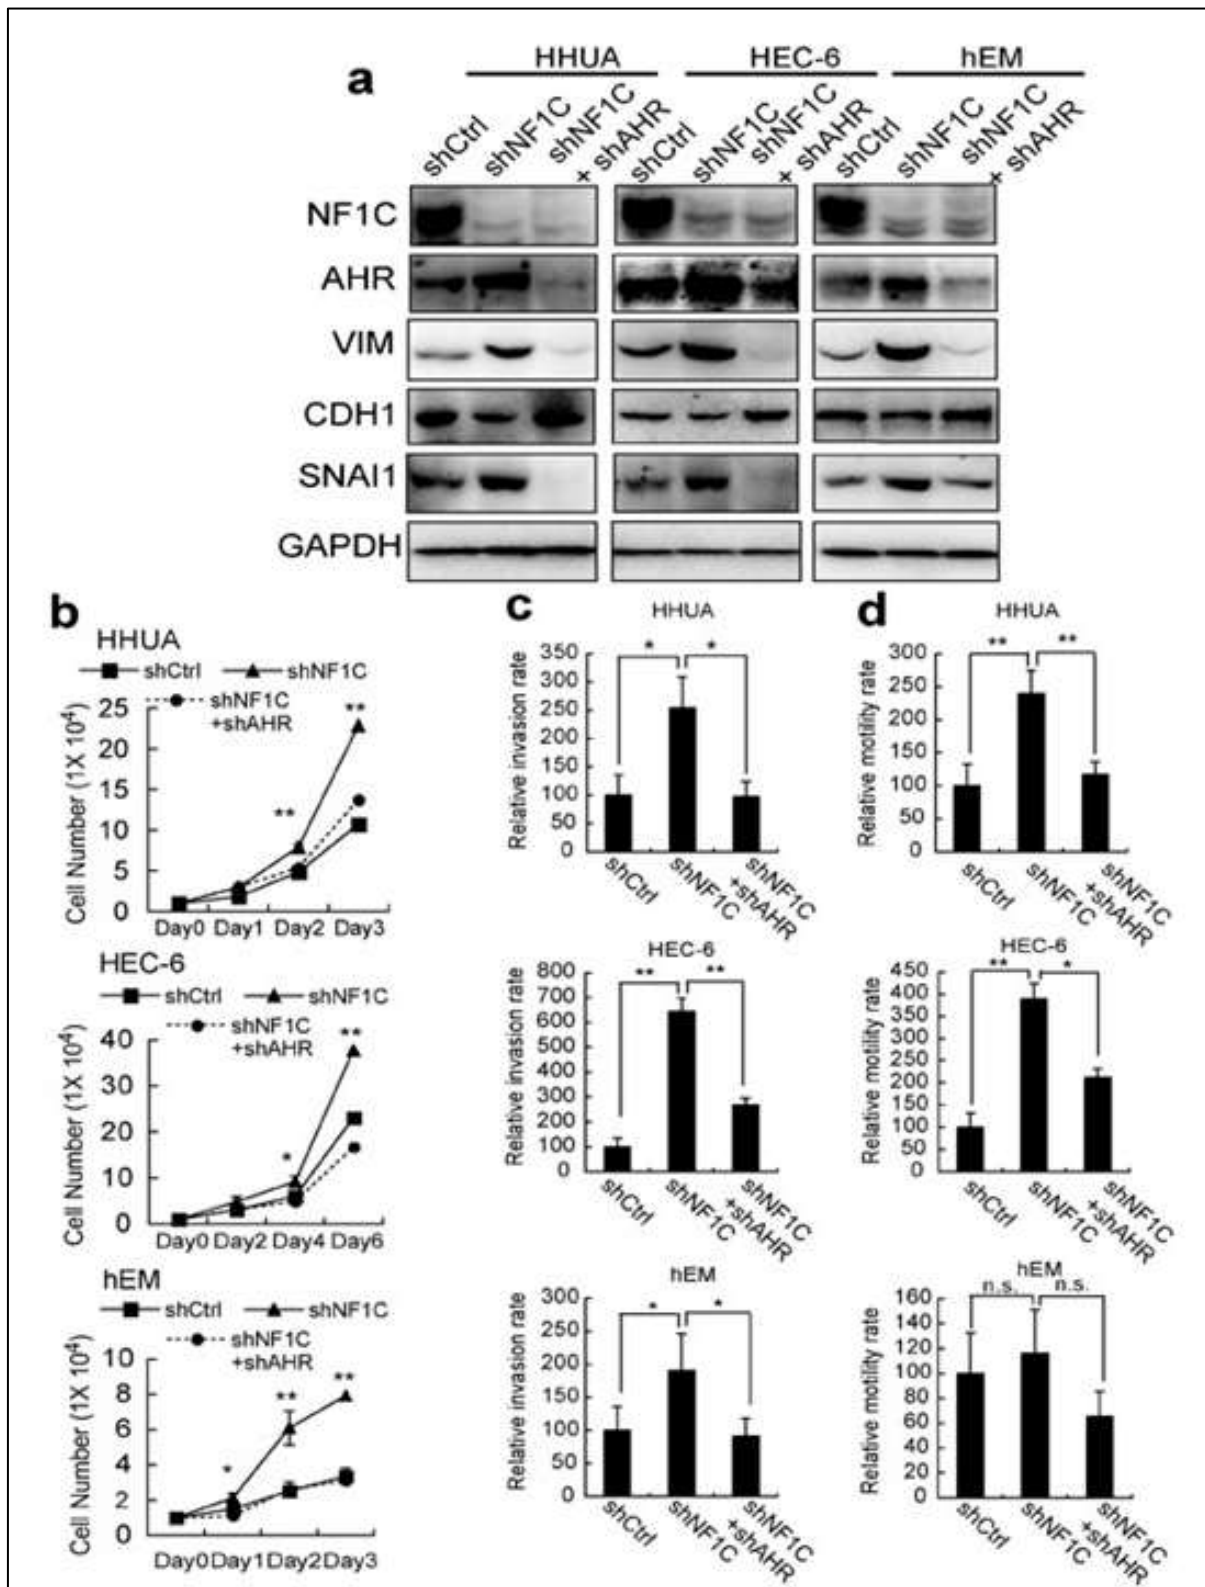 a
HHUA HEC-6 hEM
shCtrl shNF1C shNF1C + shAHR shCtrl shNF1C shNF1C + shAHR shCtrl shNF1C shNF1C + shAHR
NF1C
AHR
VIM
CDH1
SNAI1
GAPDH
b
HHUA
shCtrl shNF1C
shNF1C
+shAHR
Cell Number (1X 10⁴)
25
20
15
10
5
0
** **
Day0 Day1 Day2 Day3
HEC-6
shCtrl shNF1C
shNF1C
+shAHR
Cell Number (1X 10⁴)
40
30
20
10
0
* **
Day0 Day2 Day4 Day6
hEM
shCtrl shNF1C
shNF1C
+shAHR
Cell Number (1X 10⁴)
10
8
6
4
2
0
* ** **
Day0 Day1 Day2 Day3
c
HHUA
Relative invasion rate
350
300
250
200
150
100
50
0
* *
shCtrl
shNF1C
shNF1C
+shAHR
HEC-6
Relative invasion rate
800
700
600
500
400
300
200
100
0
** **
shCtrl
shNF1C
shNF1C
+shAHR
hEM
Relative invasion rate
300
250
200
150
100
50
0
* *
shCtrl
shNF1C
shNF1C
+shAHR
d
HHUA
Relative motility rate
300
250
200
150
100
50
0
** **
shCtrl
shNF1C
shNF1C
+shAHR
HEC-6
Relative motility rate
450
400
350
300
250
200
150
100
50
0
** *
shCtrl
shNF1C
shNF1C
+shAHR
hEM
Relative motility rate
160
140
120
100
80
60
40
20
0
n.s. n.s.
shCtrl
shNF1C
shNF1C
+shAHR